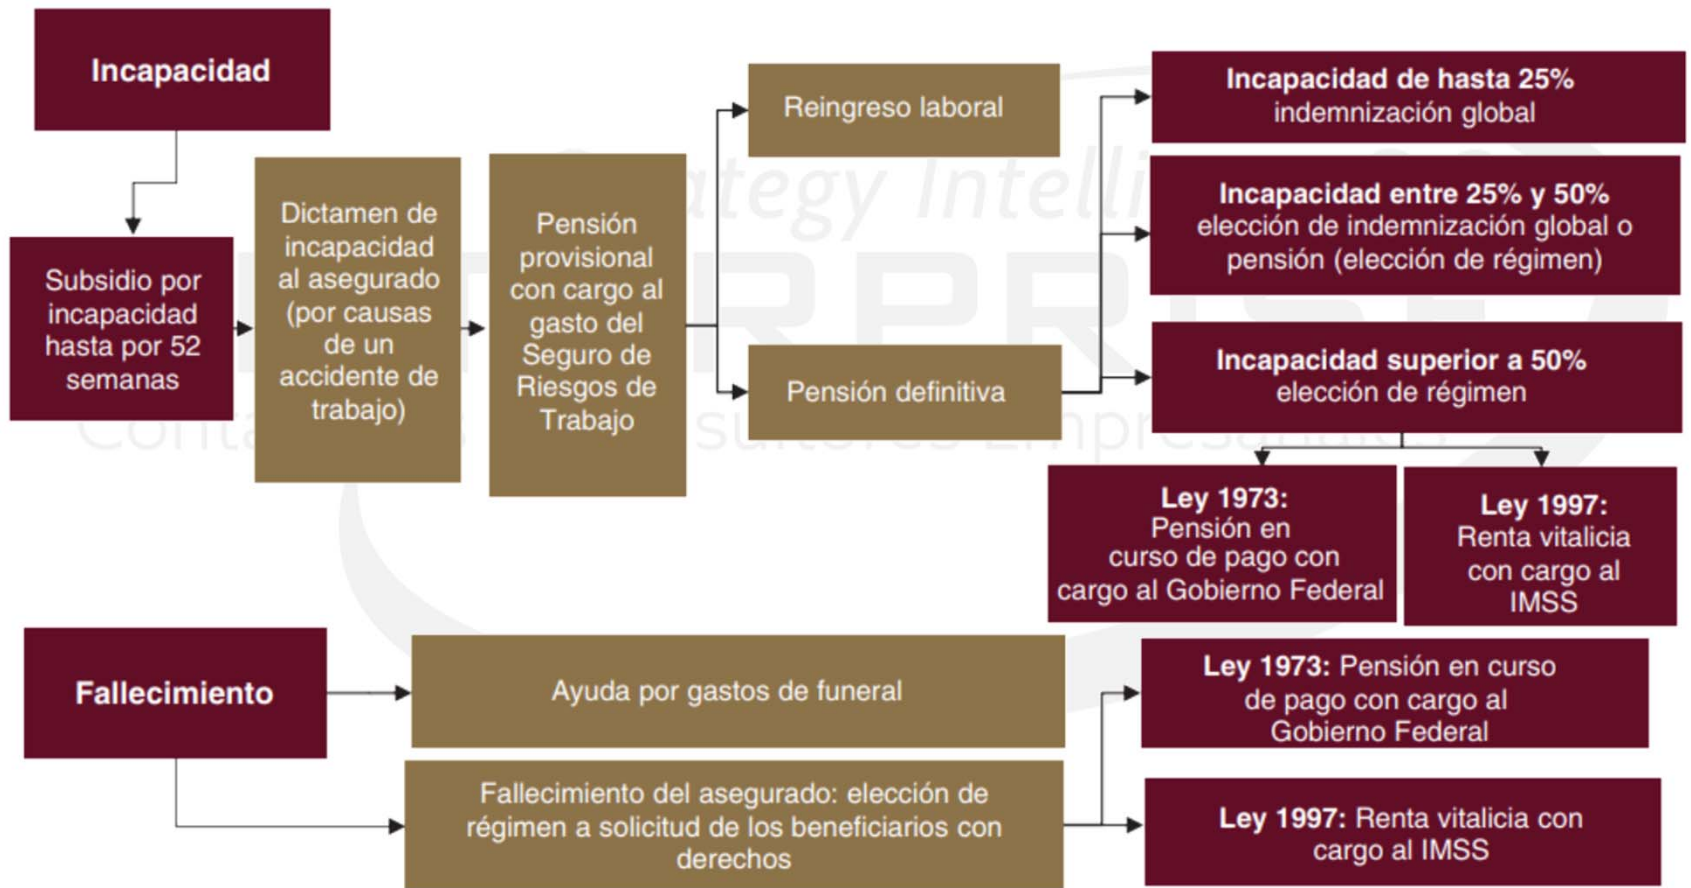 Incapacidad
Subsidio por
incapacidad
hasta por 52
semanas
Dictamen de
incapacidad
al asegurado
(por causas
de un
accidente de
trabajo)
Pensión
provisional
con cargo al
gasto del
Seguro de
Riesgos de
Trabajo
Reingreso laboral
Pensión definitiva
Incapacidad de hasta 25%
indemnización global
Incapacidad entre 25% y 50%
elección de indemnización global o
pensión (elección de régimen)
Incapacidad superior a 50%
elección de régimen
Ley 1973:
Pensión en
curso de pago con
cargo al Gobierno Federal
Ley 1997:
Renta vitalicia
con cargo al
IMSS
Fallecimiento
Ayuda por gastos de funeral
Fallecimiento del asegurado: elección de
régimen a solicitud de los beneficiarios con
derechos
Ley 1973: Pensión en curso
de pago con cargo al
Gobierno Federal
Ley 1997: Renta vitalicia con
cargo al IMSS